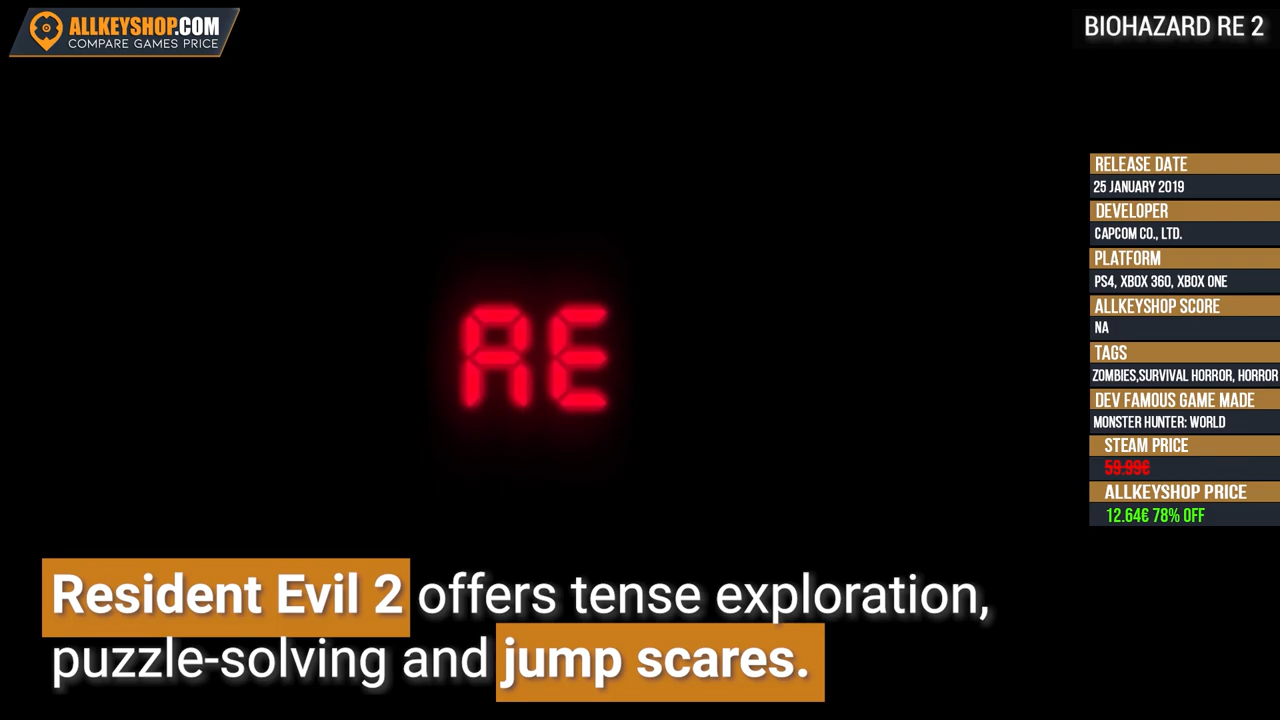 ALLKEYSHOP.COM
COMPARE GAMES PRICE
BIOHAZARD RE 2
RELEASE DATE
25 JANUARY 2019
DEVELOPER
CAPCOM CO., LTD.
PLATFORM
PS4, XBOX 360, XBOX ONE
ALLKEYSHOP SCORE
NA
TAGS
ZOMBIES,SURVIVAL HORROR, HORROR
DEV FAMOUS GAME MADE
MONSTER HUNTER: WORLD
STEAM PRICE
59.99€
ALLKEYSHOP PRICE
12.64€ 78% OFF
AE
Resident Evil 2 offers tense exploration,
puzzle-solving and jump scares.